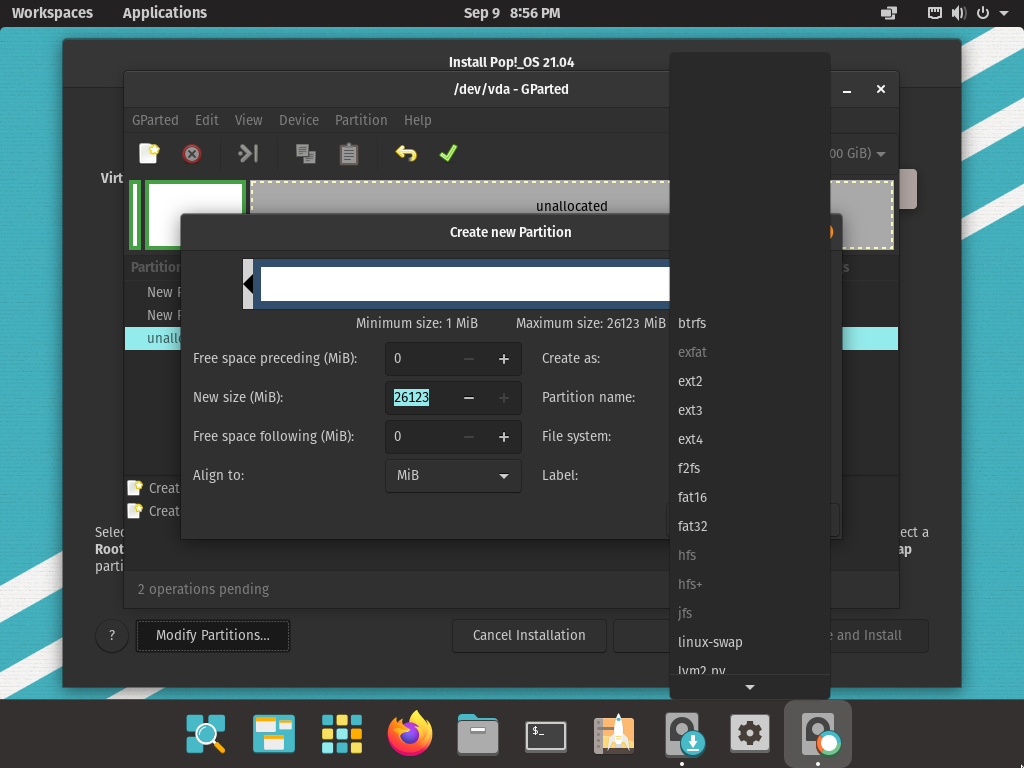 Workspaces Applications Sep 9 8:56 PM
Install Pop!_OS 21.04
/dev/vda - GParted
GParted Edit View Device Partition Help
00 GiB)
Virt
unallocated
Create new Partition
Partition
Minimum size: 1 MiB Maximum size: 26123 MiB
Free space preceding (MiB): 0 Create as:
New size (MiB): 26123 Partition name:
Free space following (MiB): 0 File system:
Align to: MiB Label:
btrfs
exfat
ext2
ext3
ext4
f2fs
fat16
fat32
hfs
hfs+
jfs
linux-swap
lvm2 pv
New P
New P
unallo
s
Creat
Creat
Selec
Root
parti
ect a
ap
2 operations pending
? Modify Partitions... Cancel Installation e and Install
$_